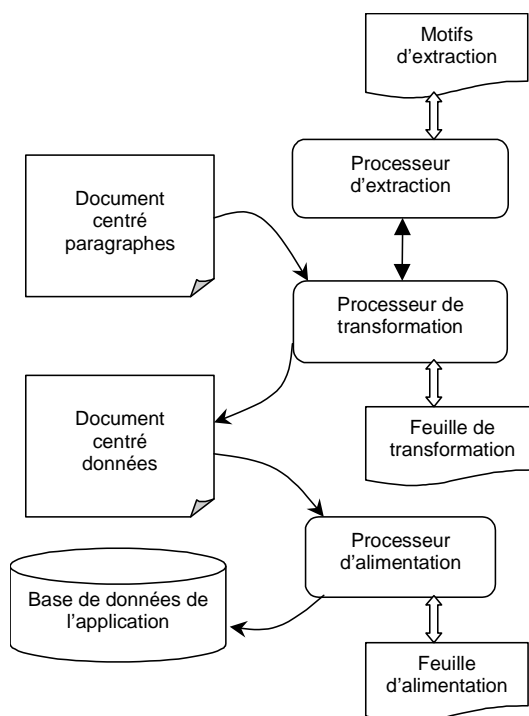 Motifs
d'extraction
Processeur
d'extraction
Document
centré
paragraphes
Processeur de
transformation
Document
centré
données
Feuille de
transformation
Processeur
d'alimentation
Base de données de
l'application
Feuille
d'alimentation